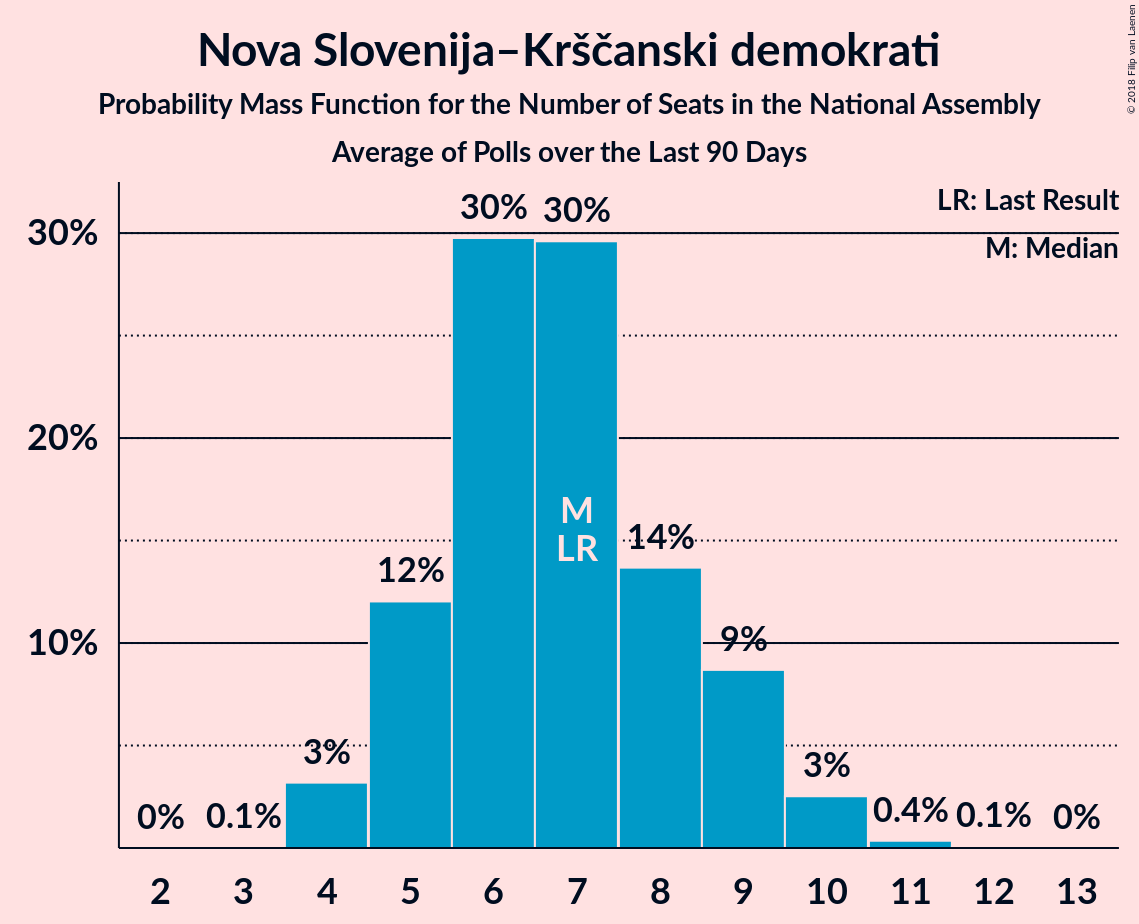 Nova Slovenija–Krščanski demokrati
Probability Mass Function for the Number of Seats in the National Assembly
Average of Polls over the Last 90 Days
© 2018 Filip van Laenen
LR: Last Result
M: Median
30%
20%
10%
0%
0.1%
3%
12%
30%
30%
14%
9%
3%
0.4%
0.1%
0%
M
LR
2 3 4 5 6 7 8 9 10 11 12 13